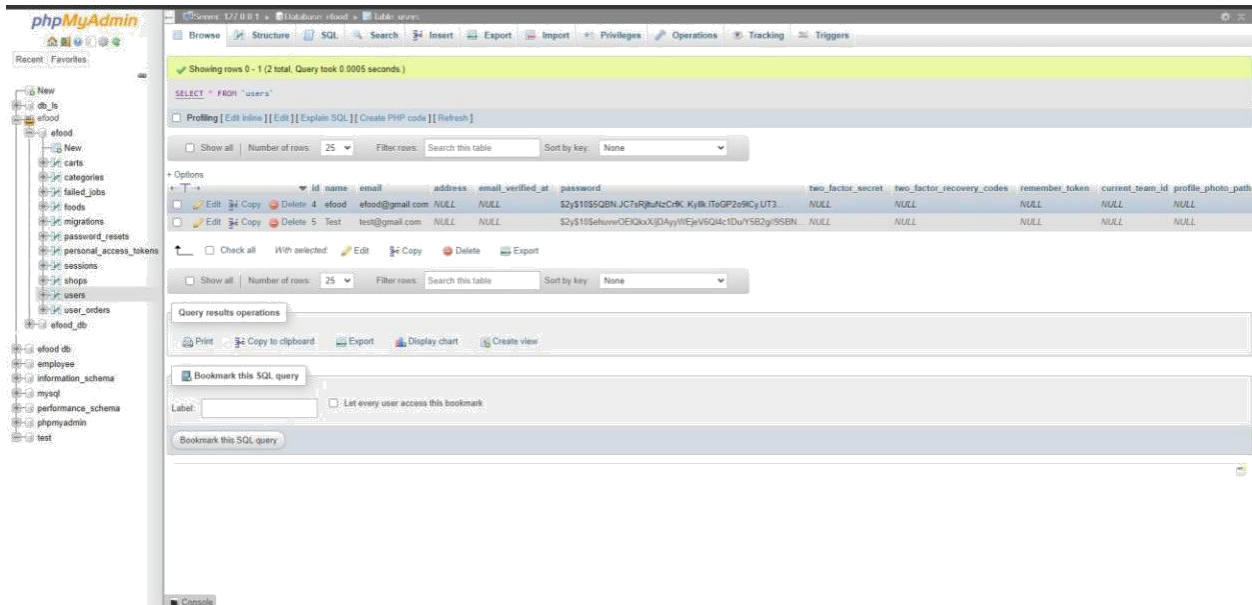 phpMyAdmin
Server: 127.0.0.1 » Database: efood » Table: users
Browse Structure SQL Search Insert Export Import Privileges Operations Tracking Triggers
Recent Favorites
New
db_ls
efood
efood
New
carts
categories
failed_jobs
foods
migrations
password_resets
personal_access_tokens
sessions
shops
users
user_orders
efood_db
efood db
employee
information_schema
mysql
performance_schema
phpmyadmin
test
Showing rows 0 - 1 (2 total, Query took 0.0005 seconds.)
SELECT * FROM `users`
Profiling [ Edit inline ] [ Edit ] [ Explain SQL ] [ Create PHP code ] [ Refresh ]
Show all | Number of rows: 25 Filter rows: Search this table Sort by key: None
+ Options
←T→ id name email address email_verified_at password two_factor_secret two_factor_recovery_codes remember_token current_team_id profile_photo_path
Edit Copy Delete 4 efood efood@gmail.com NULL NULL NULL NULL NULL NULL NULL
Edit Copy Delete 5 Test test@gmail.com NULL NULL NULL NULL NULL NULL NULL
Check all With selected: Edit Copy Delete Export
Show all | Number of rows: 25 Filter rows: Search this table Sort by key: None
Query results operations
Print Copy to clipboard Export Display chart Create view
Bookmark this SQL query
Label: Let every user access this bookmark
Bookmark this SQL query
Console